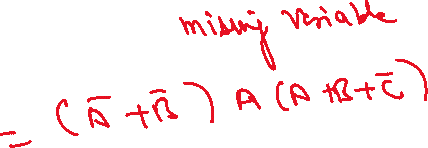 missing variable
= (A̅ + B̅) A (A + B + C̅)